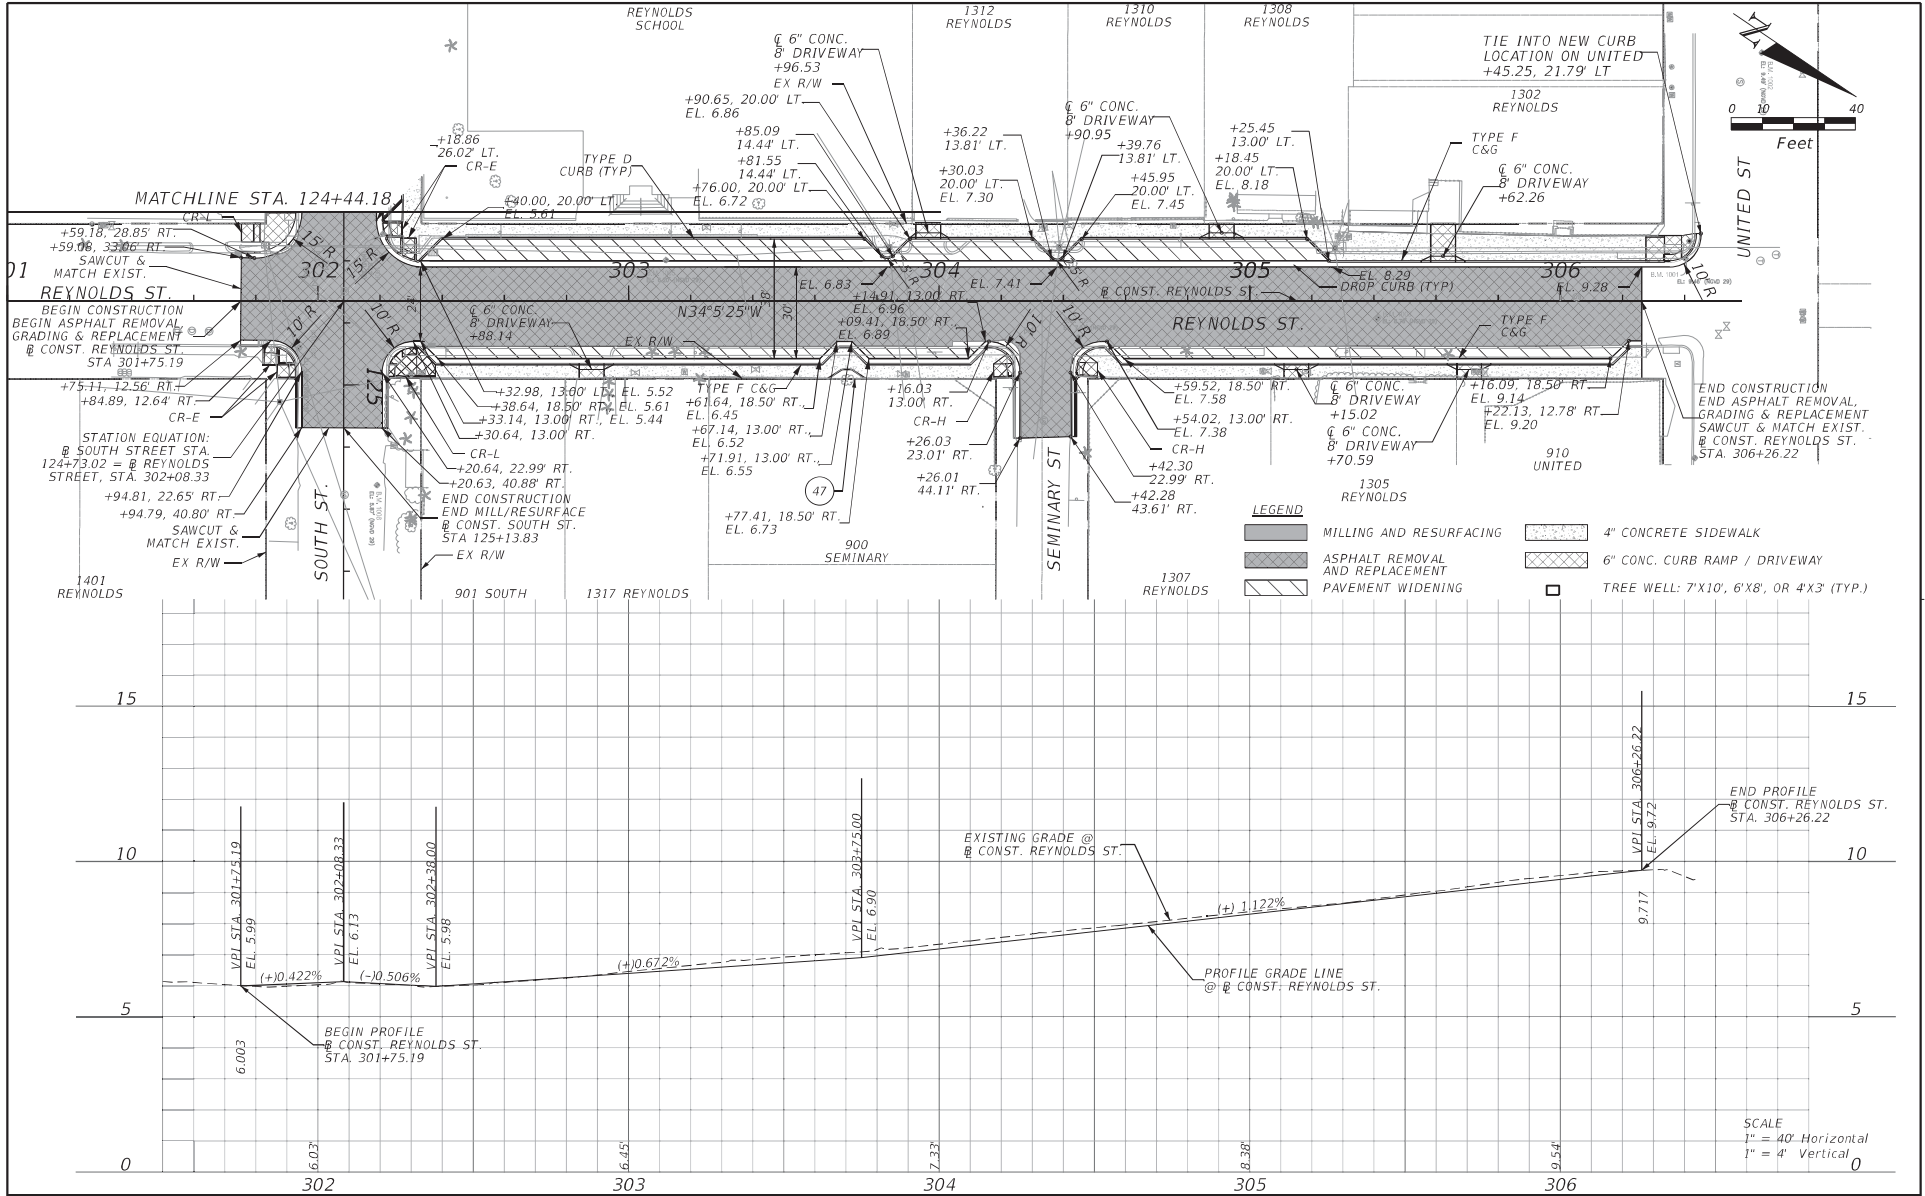 REYNOLDS
SCHOOL
1312
REYNOLDS
1310
REYNOLDS
1308
REYNOLDS
℄ 6" CONC.
8' DRIVEWAY
+96.53
EX R/W
+90.65, 20.00' LT.
EL. 6.86
+85.09
14.44' LT.
+81.55
14.44' LT.
+76.00, 20.00' LT.
EL. 6.72
TIE INTO NEW CURB
LOCATION ON UNITED
+45.25, 21.79' LT
0 10 40
Feet
1302
REYNOLDS
℄ 6" CONC.
8' DRIVEWAY
+90.95
+36.22
13.81' LT.
+30.03
20.00' LT.
EL. 7.30
+39.76
13.81' LT.
+45.95
20.00' LT.
EL. 7.45
+25.45
13.00' LT.
+18.45
20.00' LT.
EL. 8.18
TYPE F
C&G
℄ 6" CONC.
8' DRIVEWAY
+62.26
UNITED ST
+18.86
26.02' LT.
CR-E
TYPE D
CURB (TYP)
MATCHLINE STA. 124+44.18
+40.00, 20.00' LT
EL. 5.61
CR-L
+59.18, 28.85' RT.
+59.08, 33.06' RT.
SAWCUT &
MATCH EXIST.
15' R
15' R
01
302
303
304
305
306
REYNOLDS ST.
BEGIN CONSTRUCTION
BEGIN ASPHALT REMOVAL
GRADING & REPLACEMENT
B CONST. REYNOLDS ST.
STA 301+75.19
10' R
10' R
24'
℄ 6" CONC.
8' DRIVEWAY
+88.14
N34°5'25"W
EX R/W
38'
30'
EL. 6.83
25' R
+14.91, 13.00' RT.
EL. 6.96
+09.41, 18.50' RT.
EL. 6.89
EL. 7.41
25' R
B CONST. REYNOLDS ST.
REYNOLDS ST.
EL. 8.29
DROP CURB (TYP)
EL. 9.28
10' R
TYPE F
C&G
10' R
10' R
+75.11, 12.56' RT.
+84.89, 12.64' RT.
CR-E
125
STATION EQUATION:
B SOUTH STREET STA.
124+73.02 = B REYNOLDS
STREET, STA. 302+08.33
+94.81, 22.65' RT.
+94.79, 40.80' RT.
SAWCUT &
MATCH EXIST.
EX R/W
1401
REYNOLDS
SOUTH ST.
+32.98, 13.00' LT., EL. 5.52
+38.64, 18.50' RT., EL. 5.61
+33.14, 13.00' RT., EL. 5.44
+30.64, 13.00' RT.
CR-L
+20.64, 22.99' RT.
+20.63, 40.88' RT.
END CONSTRUCTION
END MILL/RESURFACE
B CONST. SOUTH ST.
STA 125+13.83
EX R/W
901 SOUTH
1317 REYNOLDS
TYPE F C&G
+61.64, 18.50' RT.,
EL. 6.45
+67.14, 13.00' RT.,
EL. 6.52
+71.91, 13.00' RT.,
EL. 6.55
47
+77.41, 18.50' RT.
EL. 6.73
900
SEMINARY
+16.03
13.00' RT.
CR-H
+26.03
23.01' RT.
+26.01
44.11' RT.
SEMINARY ST
+59.52, 18.50' RT.
EL. 7.58
+54.02, 13.00' RT.
EL. 7.38
CR-H
+42.30
22.99' RT.
+42.28
43.61' RT.
1307
REYNOLDS
℄ 6" CONC.
8' DRIVEWAY
+15.02
℄ 6" CONC.
8' DRIVEWAY
+70.59
1305
REYNOLDS
+16.09, 18.50' RT.
EL. 9.14
+22.13, 12.78' RT.
EL. 9.20
910
UNITED
END CONSTRUCTION
END ASPHALT REMOVAL,
GRADING & REPLACEMENT
SAWCUT & MATCH EXIST.
B CONST. REYNOLDS ST.
STA. 306+26.22
LEGEND
MILLING AND RESURFACING
ASPHALT REMOVAL
AND REPLACEMENT
PAVEMENT WIDENING
4" CONCRETE SIDEWALK
6" CONC. CURB RAMP / DRIVEWAY
TREE WELL: 7'X10', 6'X8', OR 4'X3' (TYP.)
15
10
5
0
15
10
5
0
VPI STA. 301+75.19
EL. 5.99
VPI STA. 302+08.33
EL. 6.13
VPI STA. 302+38.00
EL. 5.98
VPI STA. 303+75.00
EL. 6.90
VPI STA. 306+26.22
EL. 9.72
(+)0.422%
(-)0.506%
(+)0.672%
(+) 1.122%
EXISTING GRADE @
B CONST. REYNOLDS ST.
PROFILE GRADE LINE
@ B CONST. REYNOLDS ST.
BEGIN PROFILE
B CONST. REYNOLDS ST.
STA. 301+75.19
END PROFILE
B CONST. REYNOLDS ST.
STA. 306+26.22
6.003
9.717
6.03'
6.45'
7.33'
8.38'
9.54'
302
303
304
305
306
SCALE
1" = 40' Horizontal
1" = 4' Vertical